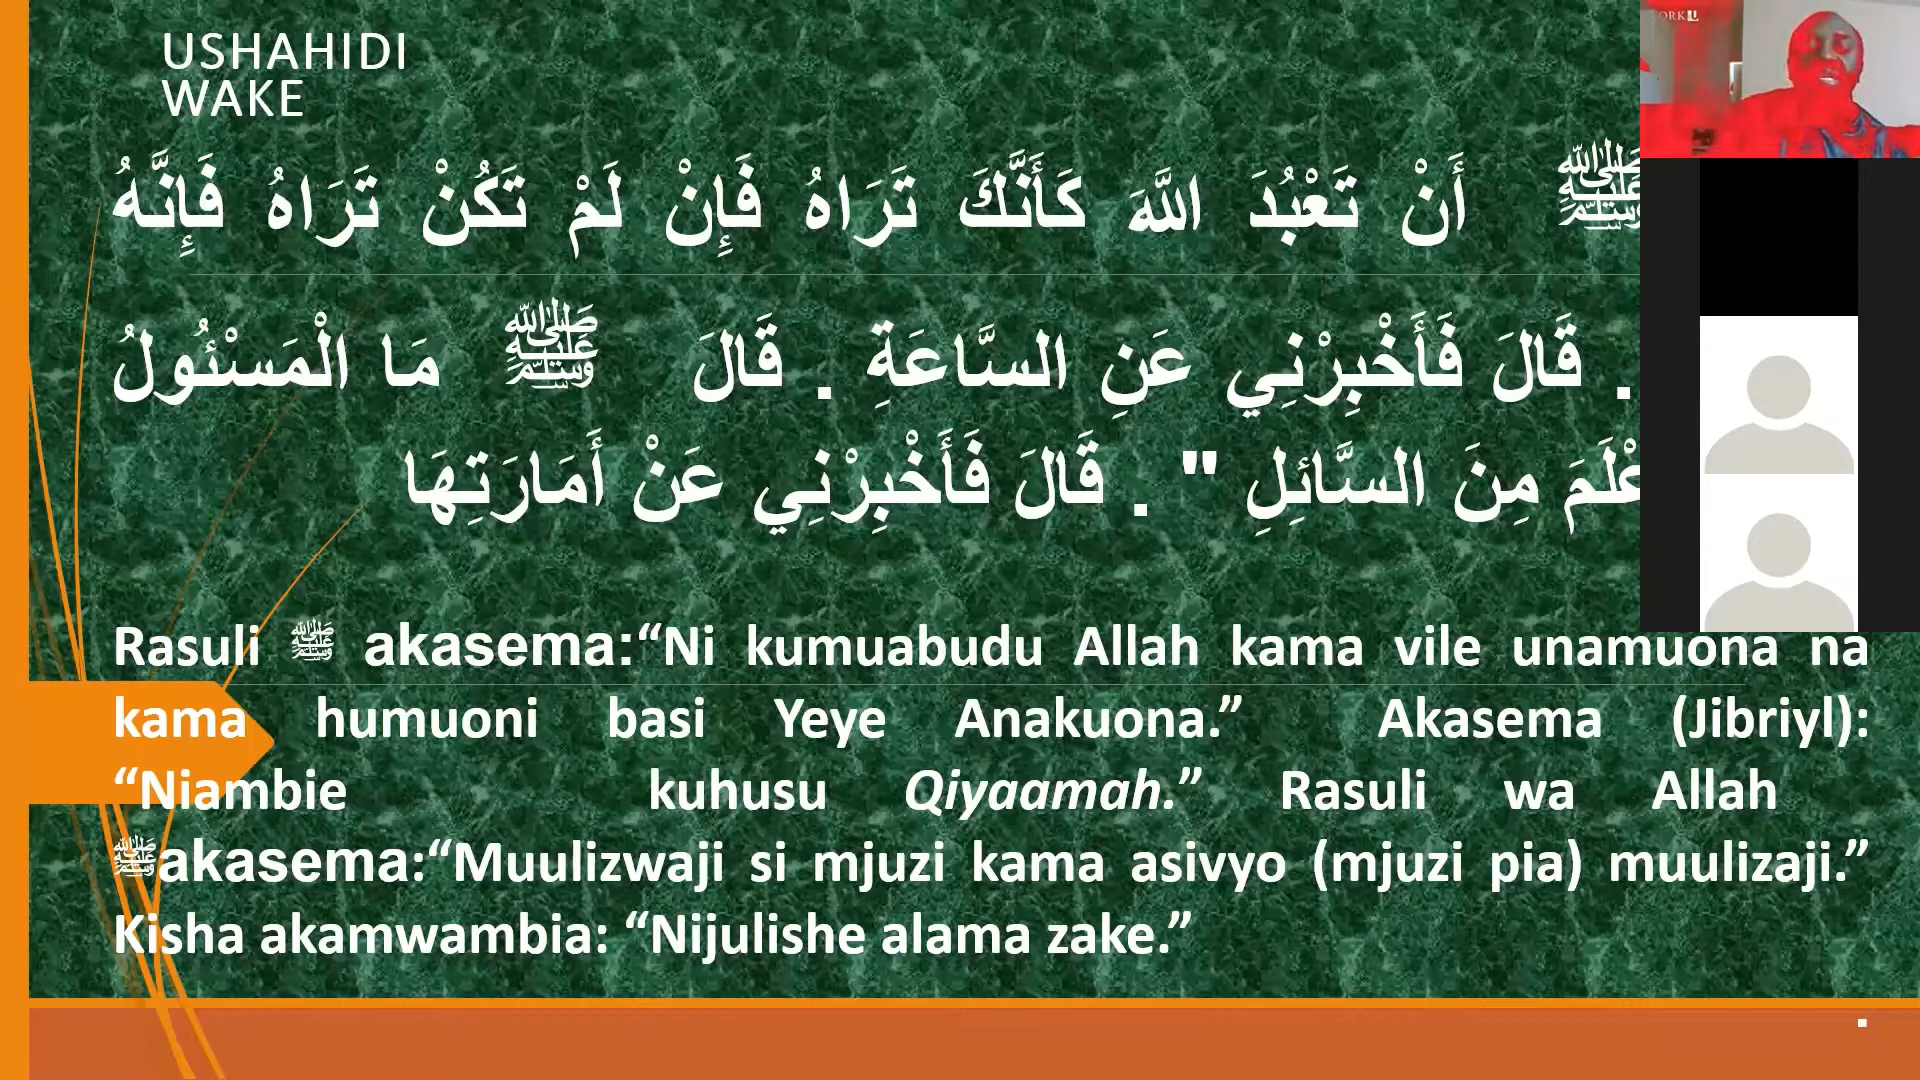 USHAHIDI
WAKE
ORK
ﷺ أَنْ تَعْبُدَ اللَّهَ كَأَنَّكَ تَرَاهُ فَإِنْ لَمْ تَكُنْ تَرَاهُ فَإِنَّهُ
. قَالَ فَأَخْبِرْنِي عَنِ السَّاعَةِ . قَالَ ﷺ مَا الْمَسْئُولُ
مِنَ السَّائِلِ " . قَالَ فَأَخْبِرْنِي عَنْ أَمَارَتِهَا
Rasuli ﷺ akasema:“Ni kumuabudu Allah kama vile unamuona na
kama humuoni basi Yeye Anakuona.” Akasema (Jibriyl):
“Niambie kuhusu Qiyaamah.” Rasuli wa Allah
ﷺakasema:“Muulizwaji si mjuzi kama asivyo (mjuzi pia) muulizaji.”
Kisha akamwambia: “Nijulishe alama zake.”